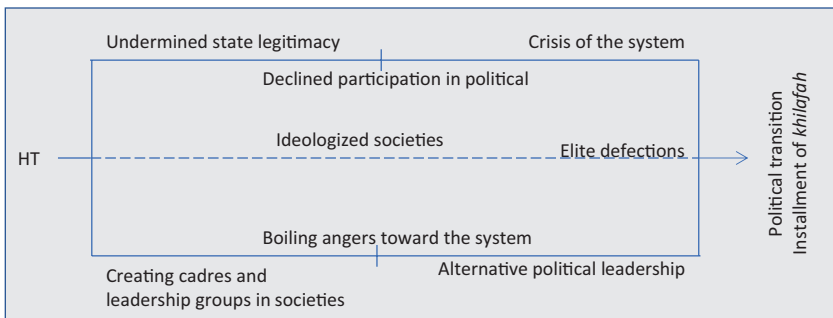 Undermined state legitimacy
Crisis of the system
Declined participation in political
Ideologized societies
HT
Elite defections
Boiling angers toward the system
Creating cadres and
leadership groups in societies
Alternative political leadership
Political transition
Installment of khilafah